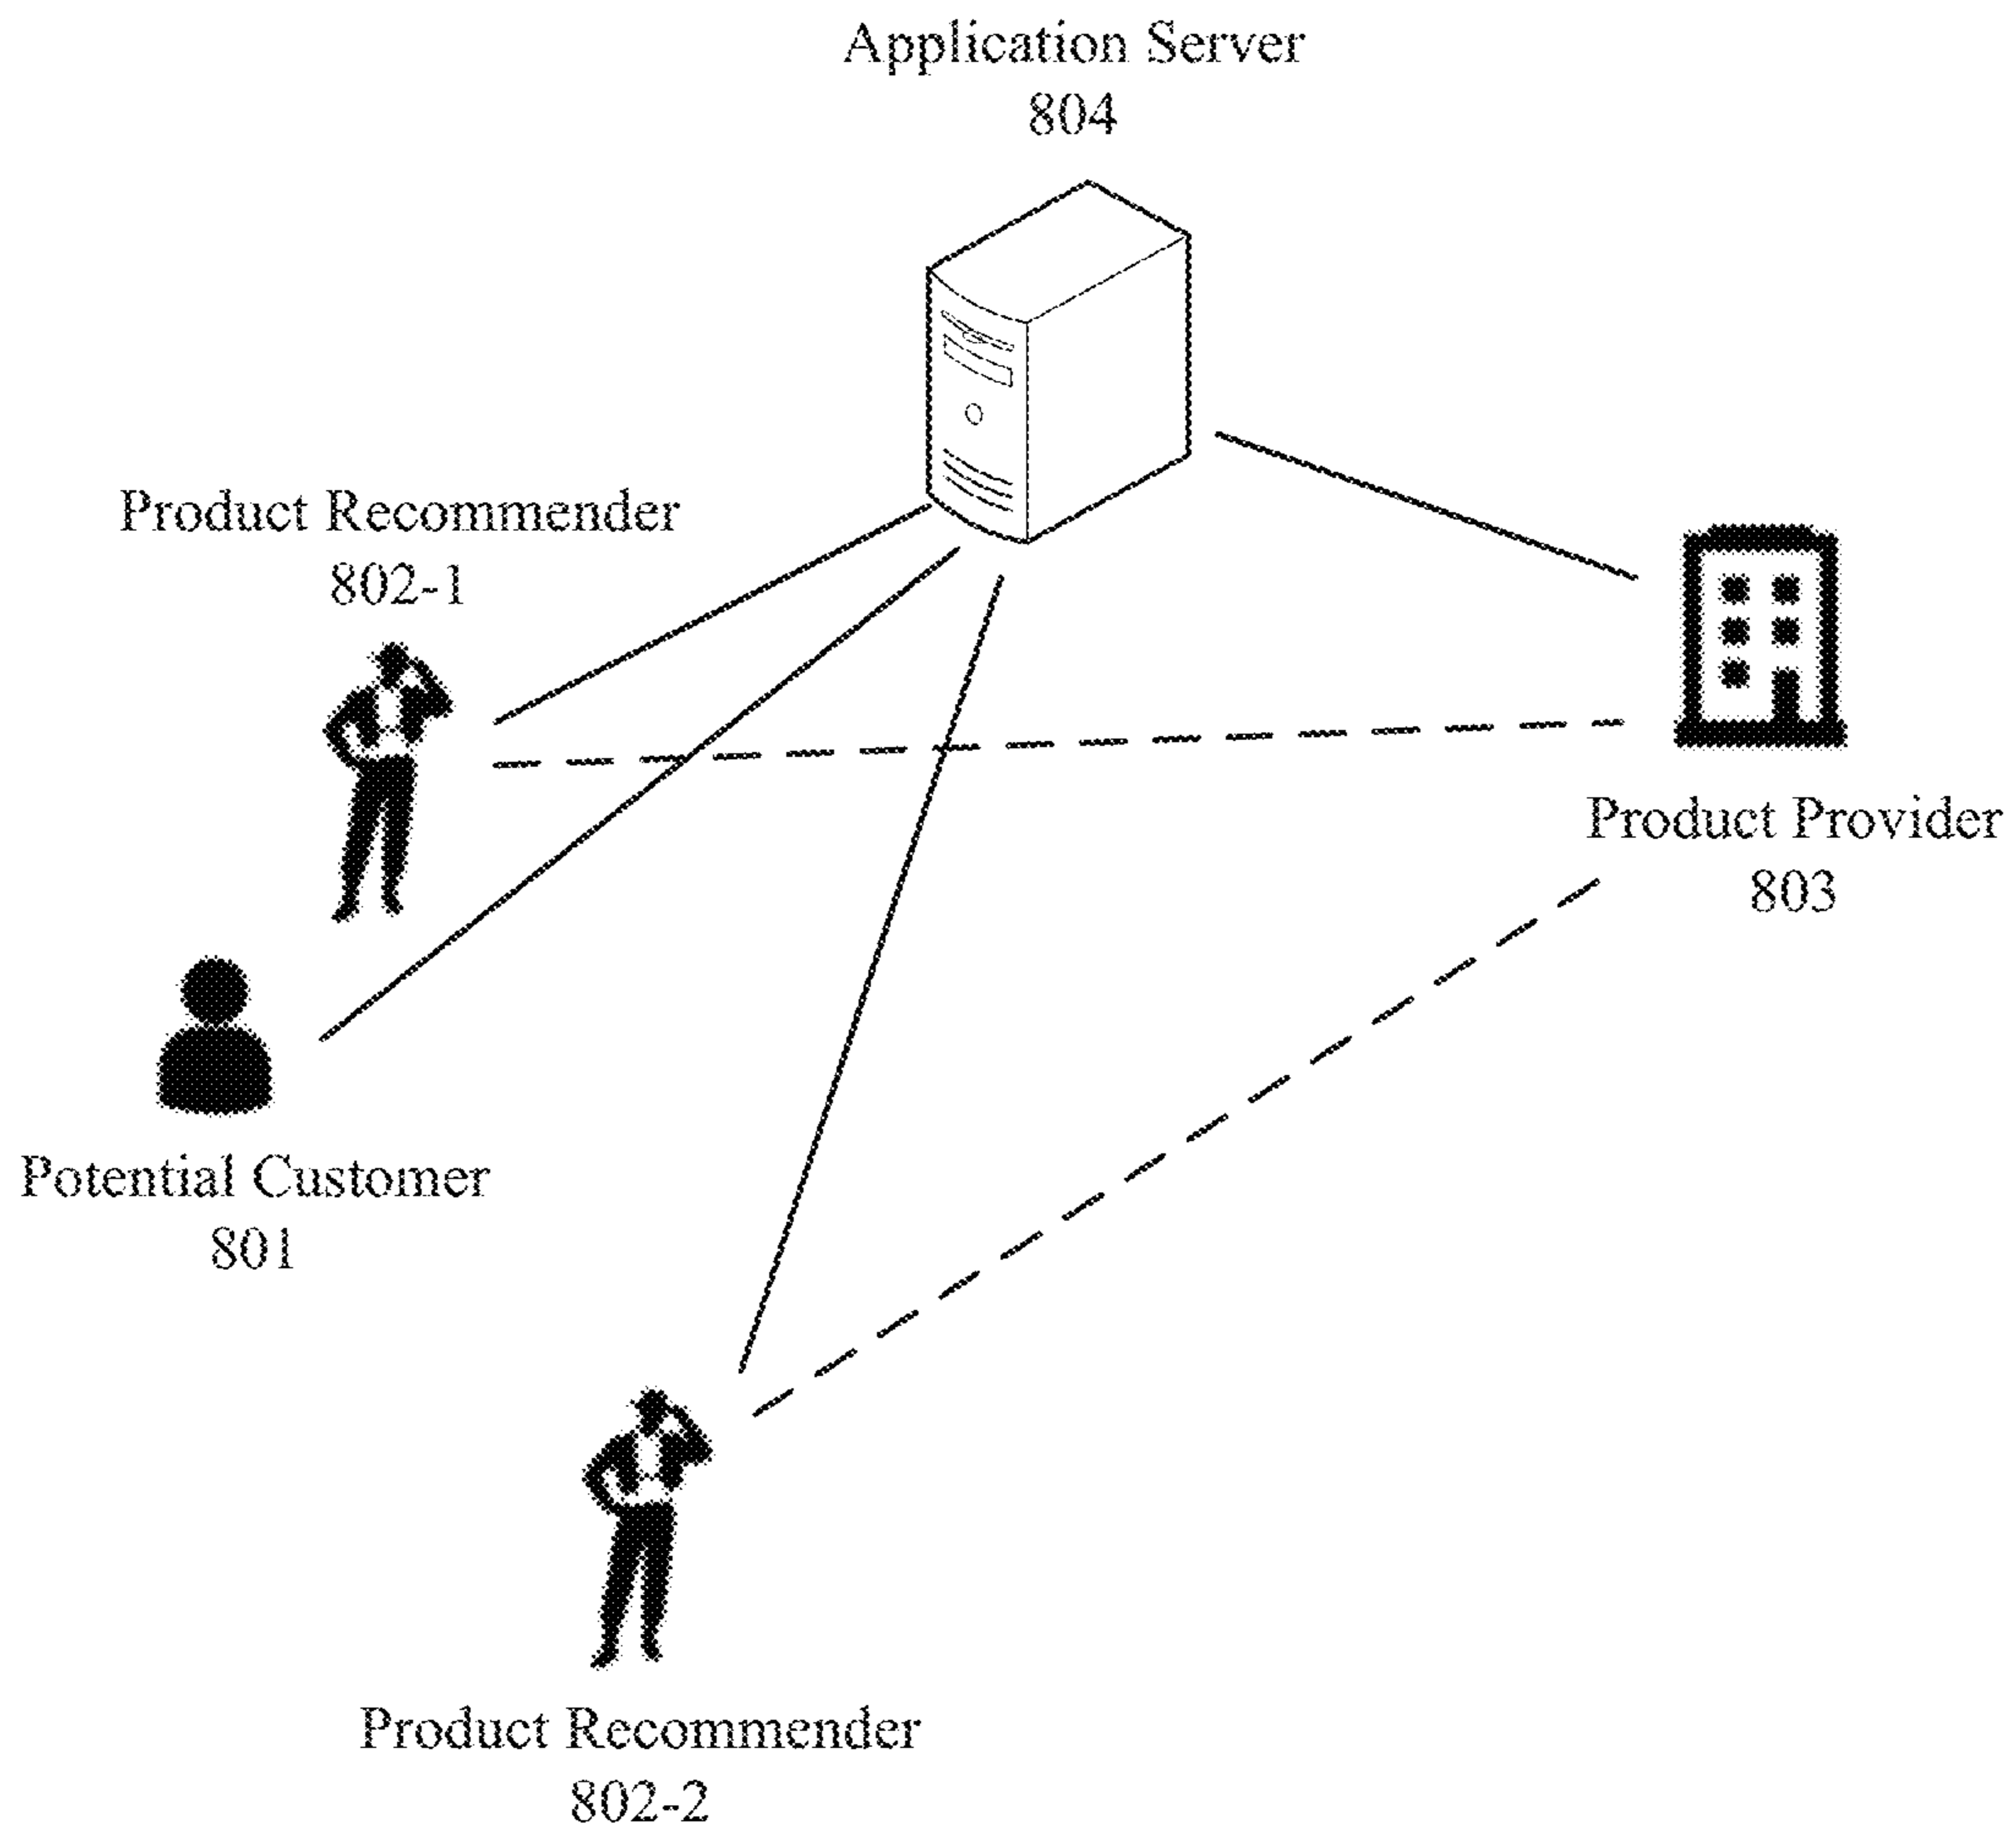 Application Server
804
Product Recommender
802-1
Product Provider
803
Potential Customer
801
Product Recommender
802-2